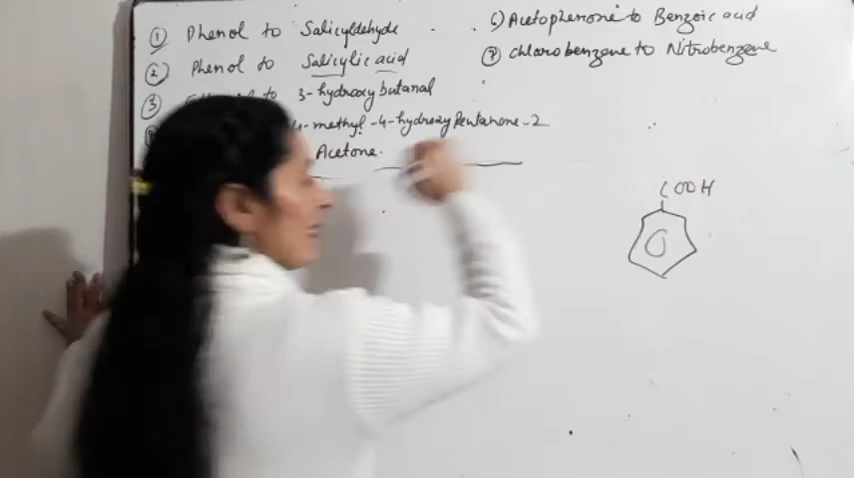 ① Phenol to Salicyldehyde
② Phenol to Salicylic acid
③ to 3-hydroxy butanal
4-methyl-4-hydroxy Pentanone-2
Acetone.
6) Acetophenone to Benzoic acid
⑦ Chlorobenzene to Nitrobenzene
COOH